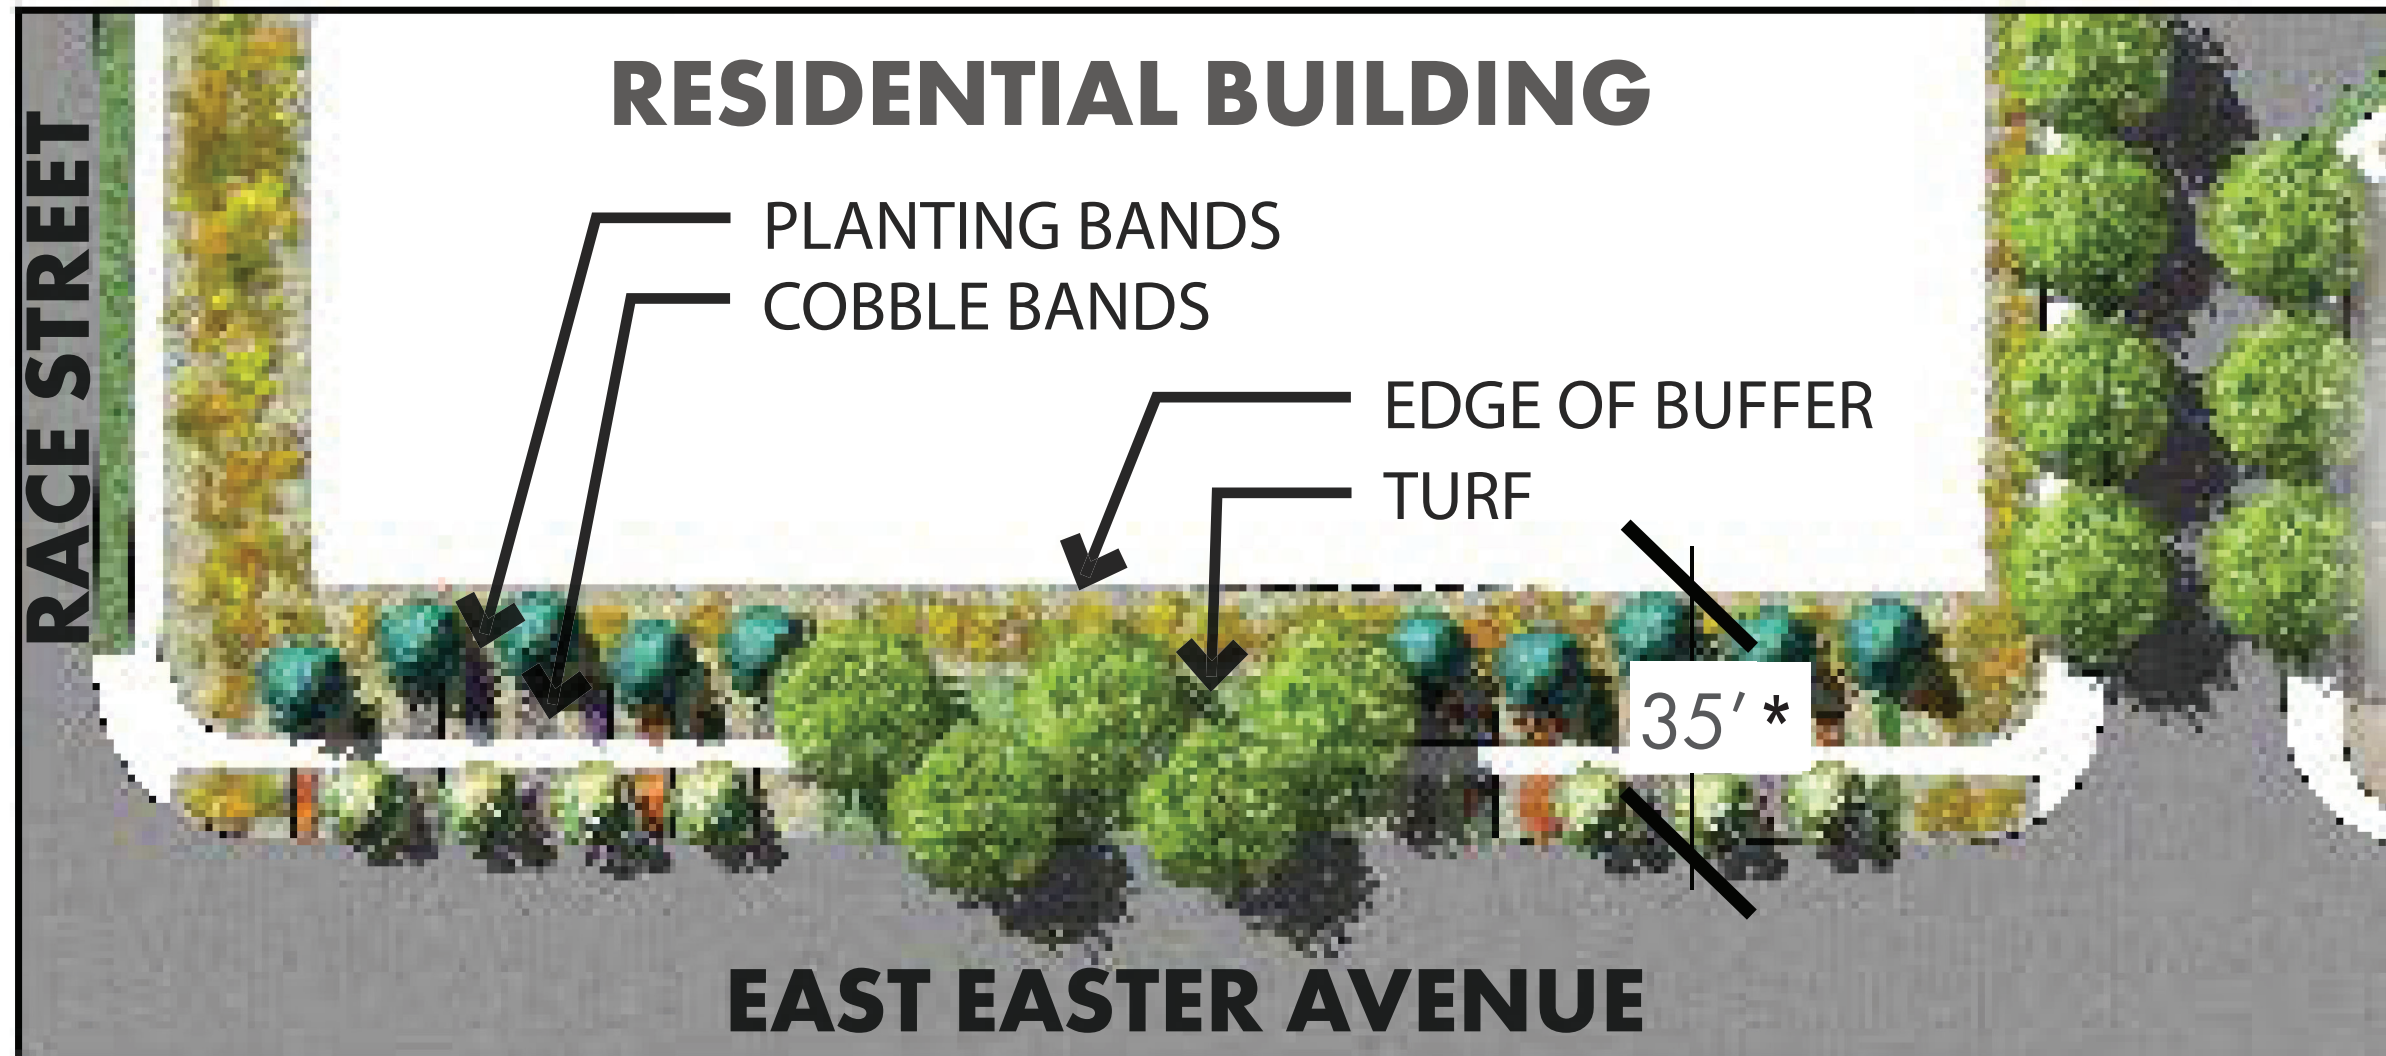 RESIDENTIAL BUILDING
PLANTING BANDS
COBBLE BANDS
EDGE OF BUFFER
TURF
RACE STREET
35' *
EAST EASTER AVENUE